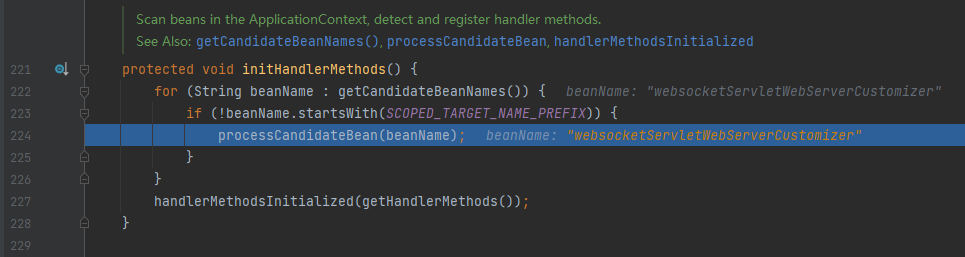 Scan beans in the ApplicationContext, detect and register handler methods.
See Also: getCandidateBeanNames(), processCandidateBean, handlerMethodsInitialized
221 protected void initHandlerMethods() {
222 for (String beanName : getCandidateBeanNames()) { beanName: "websocketServletWebServerCustomizer"
223 if (!beanName.startsWith(SCOPED_TARGET_NAME_PREFIX)) {
224 processCandidateBean(beanName); beanName: "websocketServletWebServerCustomizer"
225 }
226 }
227 handlerMethodsInitialized(getHandlerMethods());
228 }
229